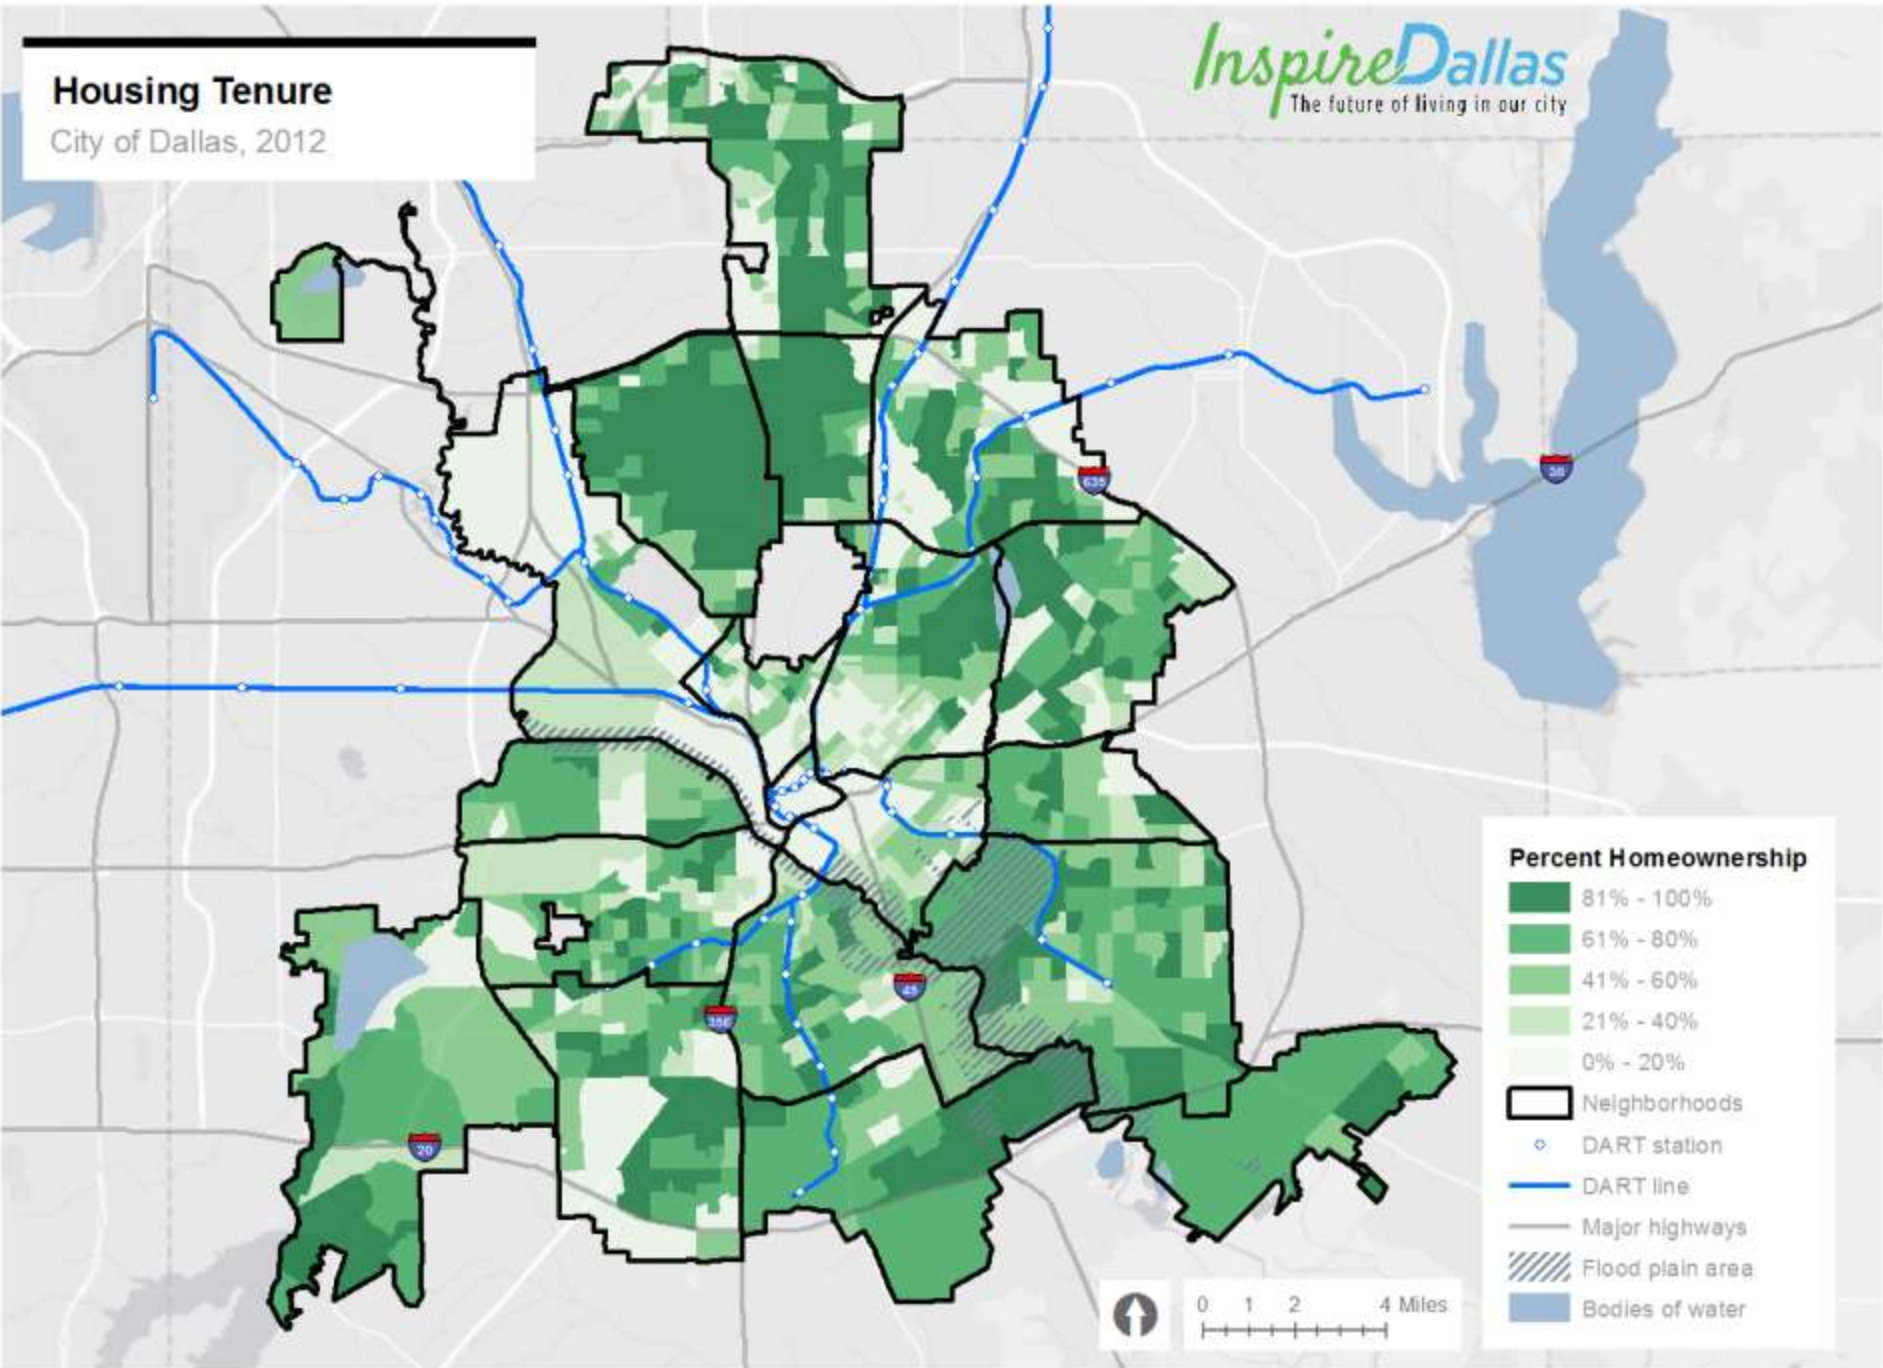 Housing Tenure
City of Dallas, 2012
InspireDallas
The future of living in our city
635
30
45
20
Percent Homeownership
81% - 100%
61% - 80%
41% - 60%
21% - 40%
0% - 20%
Neighborhoods
DART station
DART line
Major highways
Flood plain area
Bodies of water
0 1 2 4 Miles